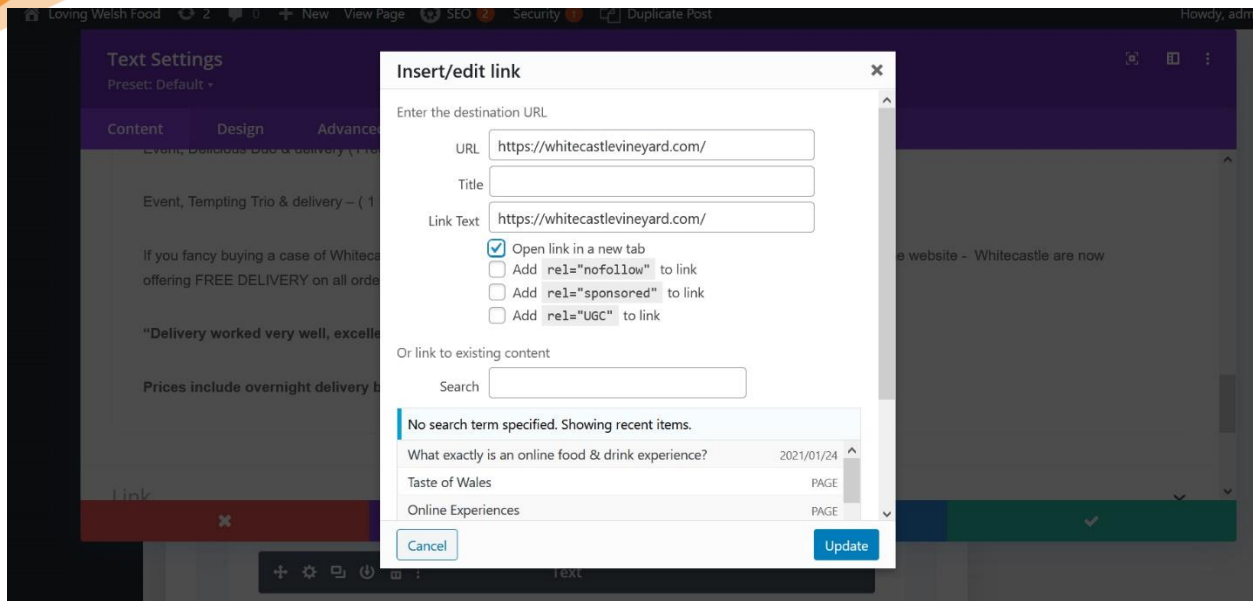 Loving Welsh Food 2 0 New View Page SEO 2 Security 1 Duplicate Post Howdy, adm
Text Settings
Preset: Default
Content Design Advanced
Event, Tempting Trio & delivery – ( 1
If you fancy buying a case of Whiteca e website - Whitecastle are now
offering FREE DELIVERY on all orde
“Delivery worked very well, excelle
Prices include overnight delivery b
Link
Insert/edit link
Enter the destination URL
URL https://whitecastlevineyard.com/
Title
Link Text https://whitecastlevineyard.com/
Open link in a new tab
Add rel="nofollow" to link
Add rel="sponsored" to link
Add rel="UGC" to link
Or link to existing content
Search
No search term specified. Showing recent items.
What exactly is an online food & drink experience? 2021/01/24
Taste of Wales PAGE
Online Experiences PAGE
Cancel Update
Text